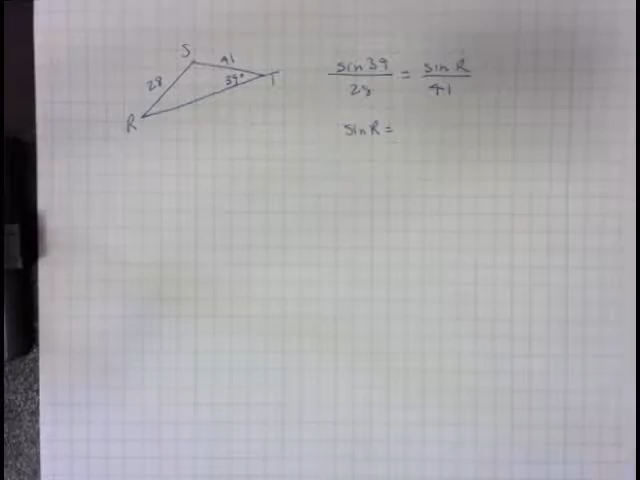 S
41
28
39°
T
R
sin 39 / 28 = sin R / 41
sin R =